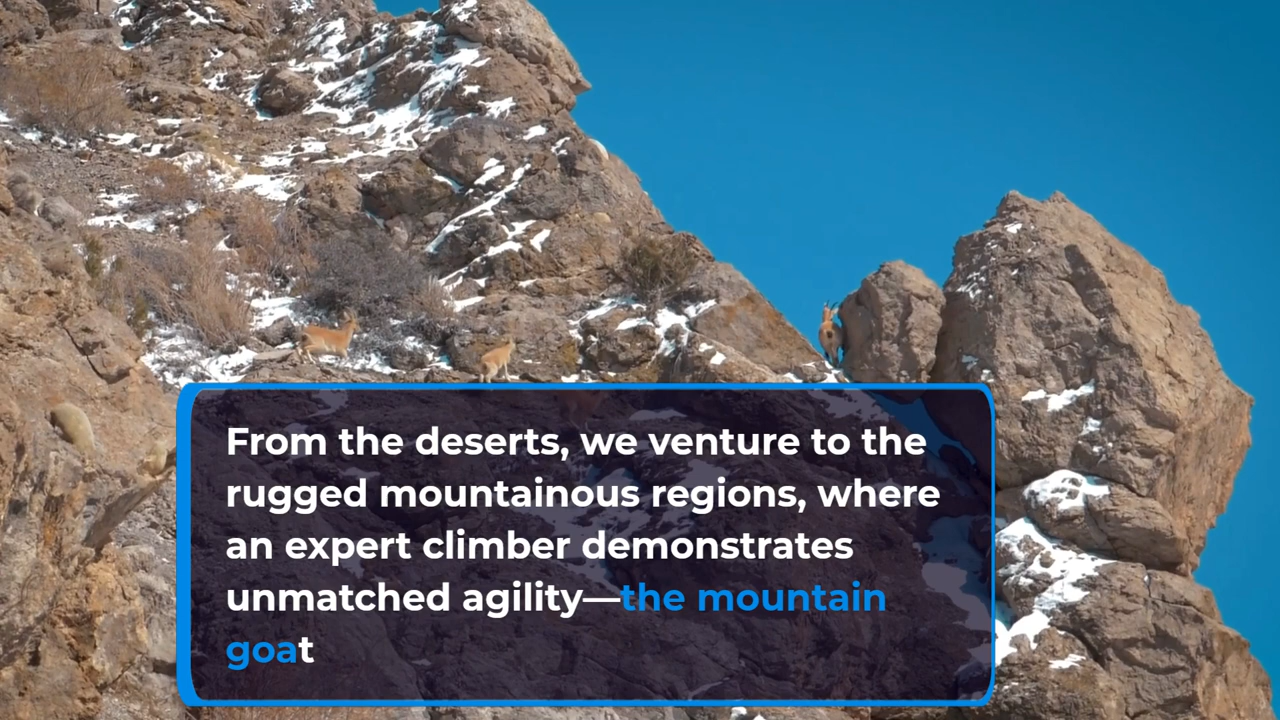 From the deserts, we venture to the
rugged mountainous regions, where
an expert climber demonstrates
unmatched agility—the mountain
goat